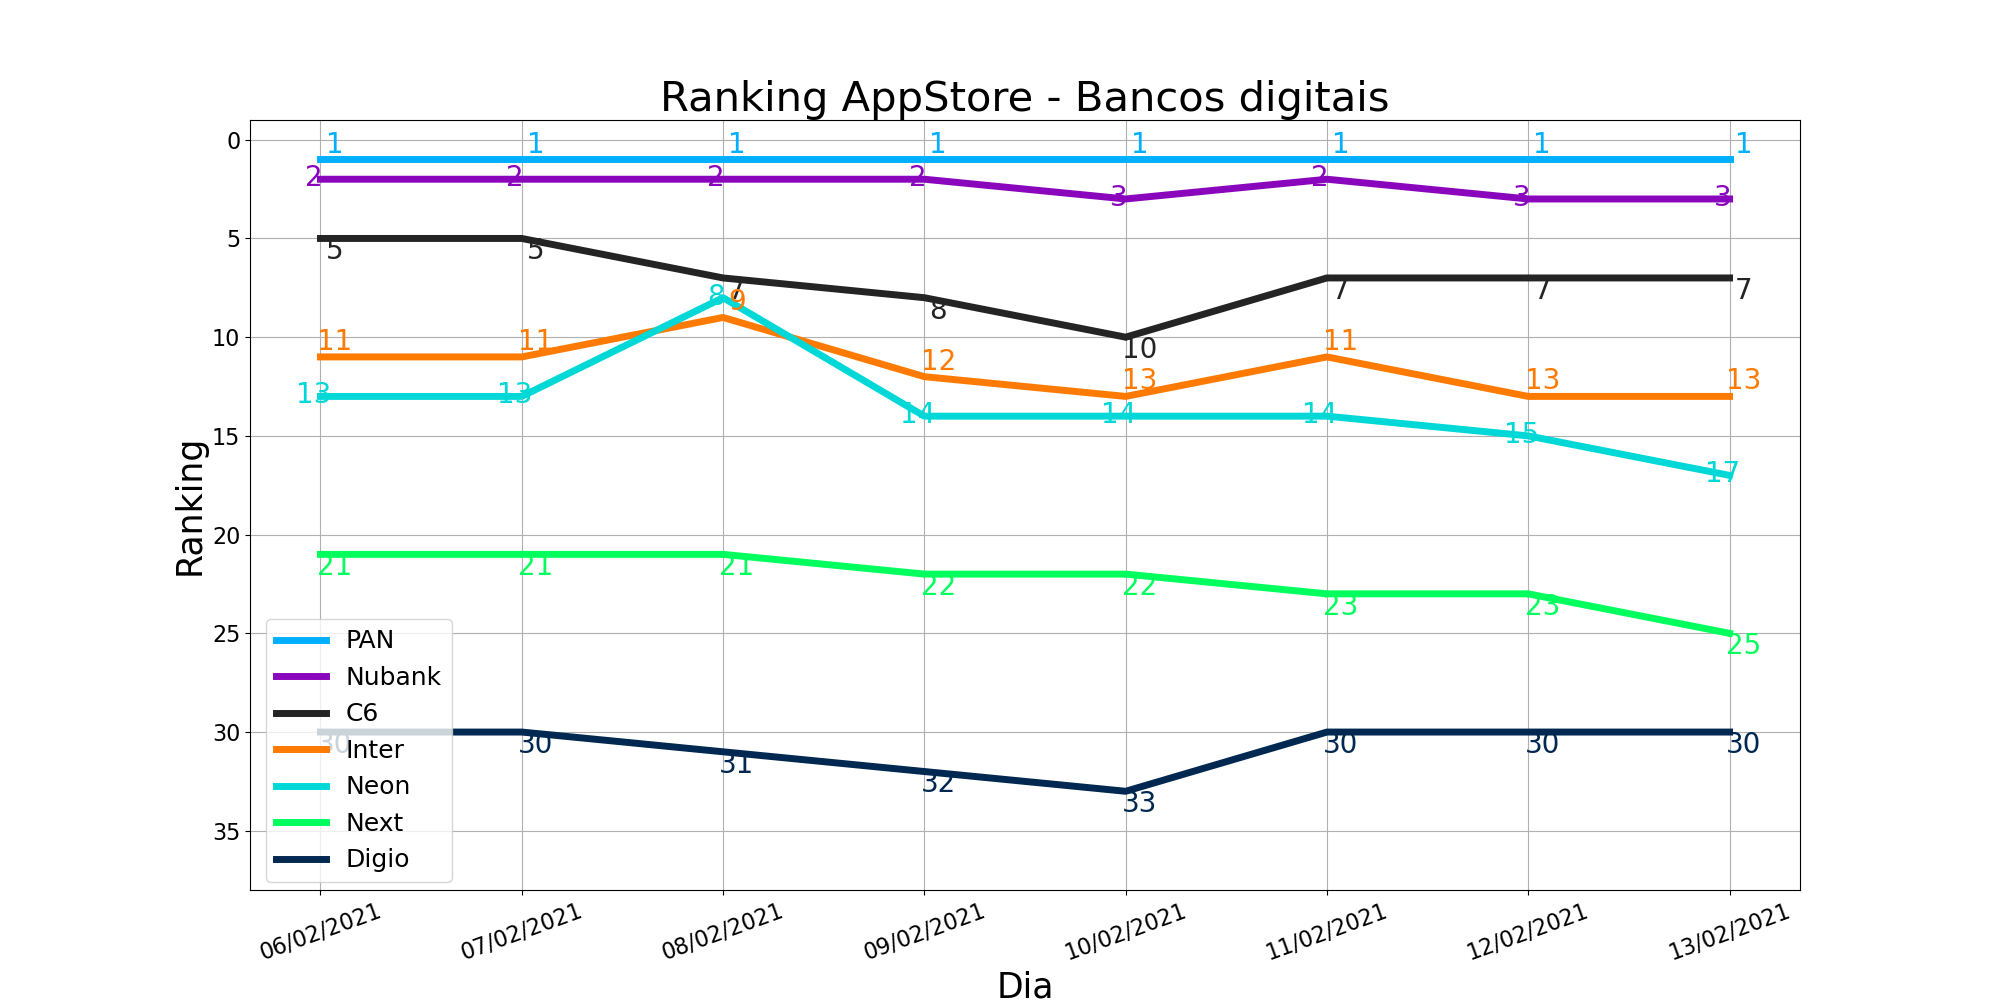 Ranking AppStore - Bancos digitais
Ranking
0
5
10
15
20
25
30
35
1 1 1 1 1 1 1 1
2 2 2 2 3 2 3 3
5 5 7 8 10 7 7 7
11 11 9 12 13 11 13 13
13 13 8 14 14 14 15 17
21 21 21 22 22 23 23 25
30 30 31 32 33 30 30 30
PAN
Nubank
C6
Inter
Neon
Next
Digio
06/02/2021 07/02/2021 08/02/2021 09/02/2021 10/02/2021 11/02/2021 12/02/2021 13/02/2021
Dia